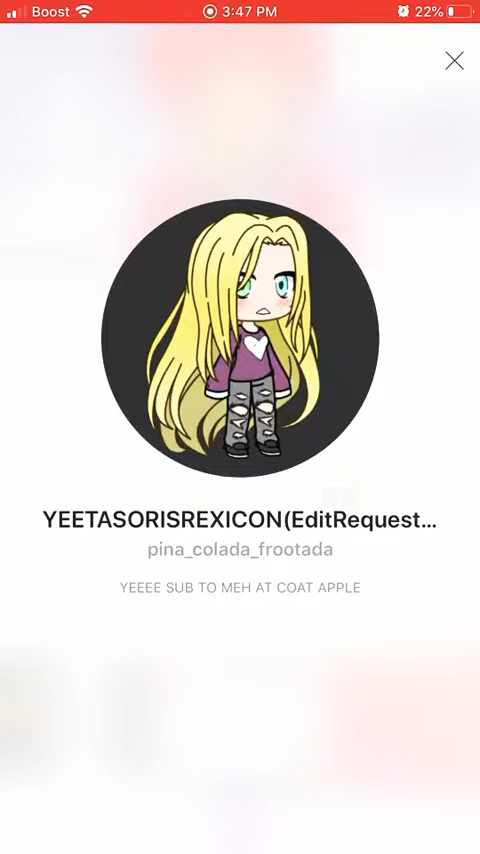 Boost 3:47 PM 22%
YEETASORISREXICON(EditRequest...
pina_colada_frootada
YEEEE SUB TO MEH AT COAT APPLE